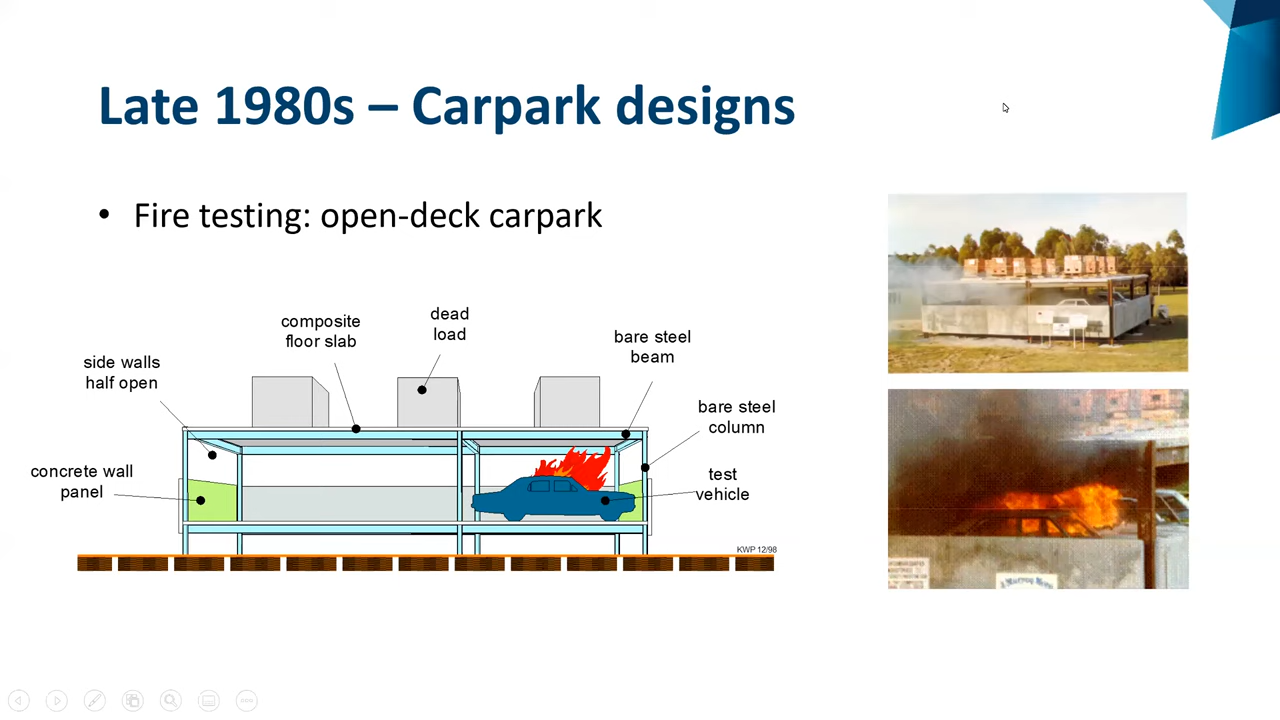 Late 1980s – Carpark designs
• Fire testing: open-deck carpark
composite
floor slab
dead
load
bare steel
beam
side walls
half open
bare steel
column
concrete wall
panel
test
vehicle
KWP 12/98